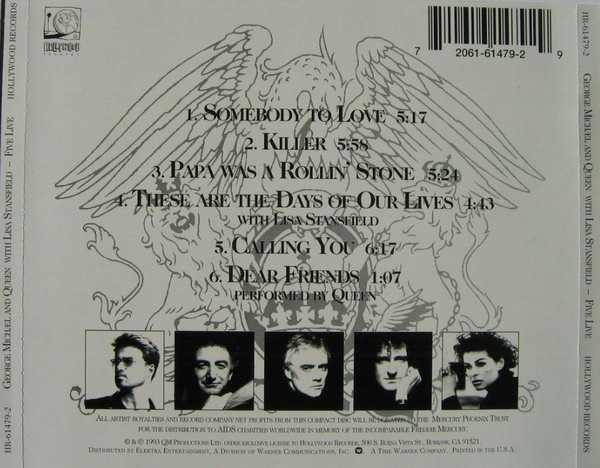 HOLLYWOOD
RECORDS
7 2061-61479-2 9
1. SOMEBODY TO LOVE 5:17
2. KILLER 5:58
3. PAPA WAS A ROLLIN' STONE 5:24
4. THESE ARE THE DAYS OF OUR LIVES 4:43
WITH LISA STANSFIELD
5. CALLING YOU 6:17
6. DEAR FRIENDS 1:07
PERFORMED BY QUEEN
ALL ARTIST ROYALTIES AND RECORD COMPANY NET PROFITS FROM THIS COMPACT DISC WILL BE DONATED TO THE MERCURY PHOENIX TRUST
FOR THE DISTRIBUTION TO AIDS CHARITIES WORLDWIDE IN MEMORY OF THE INCOMPARABLE FREDDIE MERCURY.
© & ℗ 1993 QM PRODUCTIONS LTD. UNDER EXCLUSIVE LICENSE TO HOLLYWOOD RECORDS, 500 S. BUENA VISTA ST., BURBANK, CA 91521.
DISTRIBUTED BY ELEKTRA ENTERTAINMENT, A DIVISION OF WARNER COMMUNICATIONS, INC. A TIME WARNER COMPANY. PRINTED IN THE U.S.A.
HR-61479-2 GEORGE MICHAEL AND QUEEN WITH LISA STANSFIELD – FIVE LIVE HOLLYWOOD RECORDS
HR-61479-2 GEORGE MICHAEL AND QUEEN WITH LISA STANSFIELD – FIVE LIVE HOLLYWOOD RECORDS